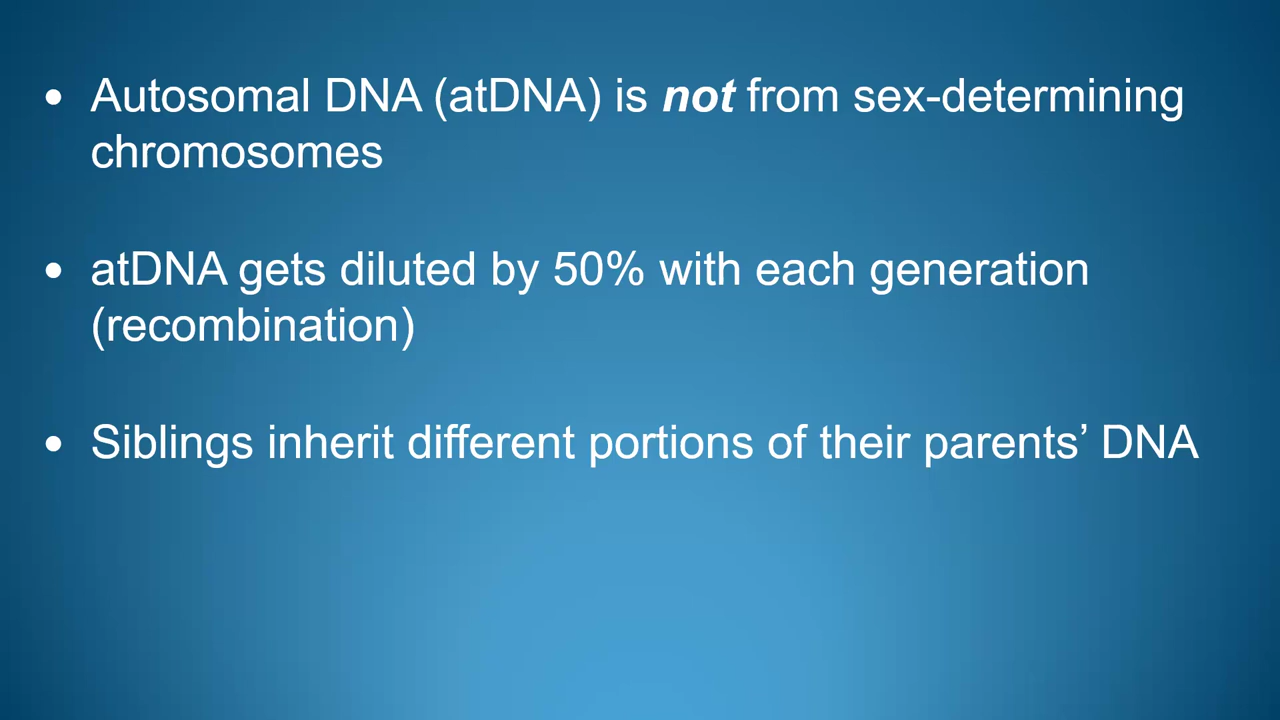 • Autosomal DNA (atDNA) is not from sex-determining
chromosomes
• atDNA gets diluted by 50% with each generation
(recombination)
• Siblings inherit different portions of their parents’ DNA